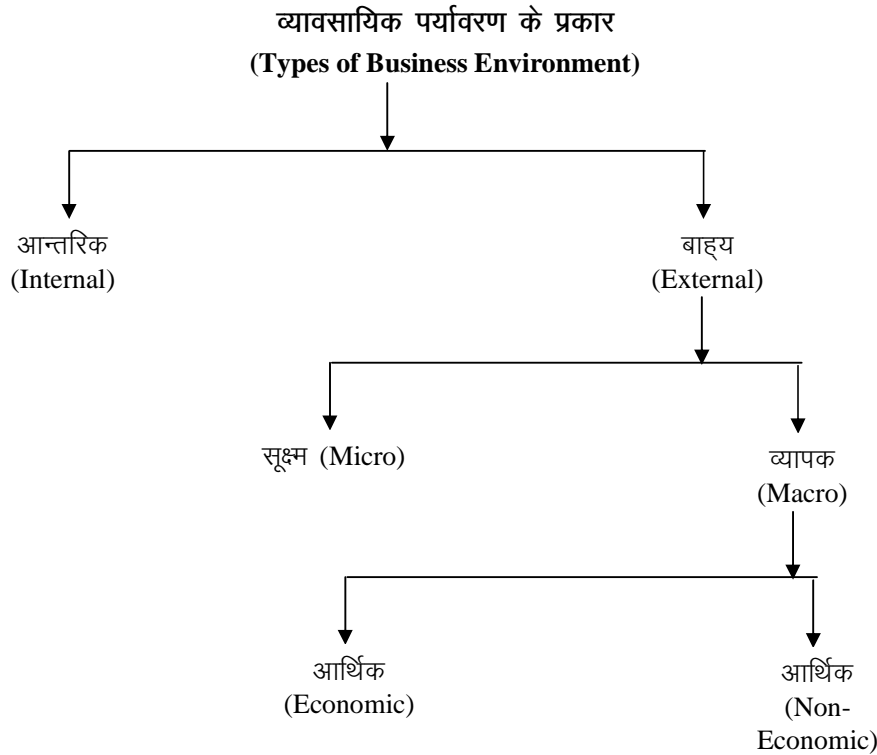 व्यावसायिक पर्यावरण के प्रकार
(Types of Business Environment)
आन्तरिक
(Internal)
बाह्य
(External)
सूक्ष्म (Micro)
व्यापक
(Macro)
आर्थिक
(Economic)
आर्थिक
(Non-
Economic)